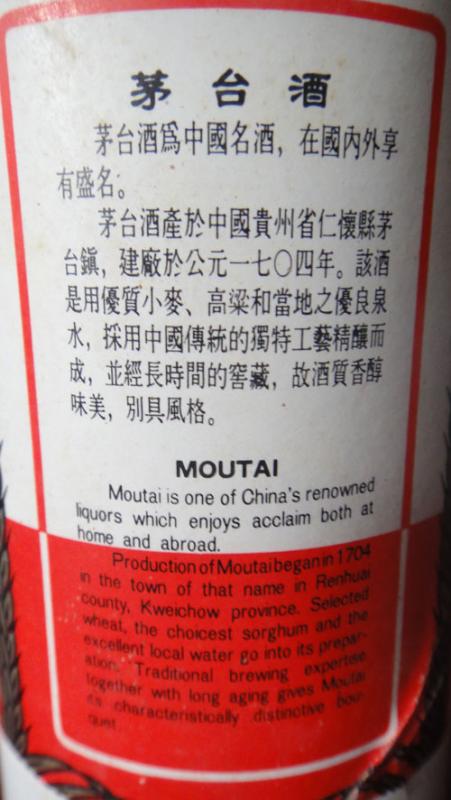 茅台酒
茅台酒爲中國名酒，在國內外享
有盛名。
茅台酒產於中國貴州省仁懷縣茅
台鎮，建廠於公元一七〇四年。該酒
是用優質小麥、高粱和當地之優良泉
水，採用中國傳統的獨特工藝精釀而
成，並經長時間的窖藏，故酒質香醇
味美，別具風格。
MOUTAI
Moutai is one of China's renowned
liquors which enjoys acclaim both at
home and abroad.
Production of Moutai began in 1704
in the town of that name in Renhuai
county, Kweichow province. Selected
wheat, the choicest sorghum and the
excellent local water go into its prepar-
ation. Traditional brewing expertise
together with long aging gives Moutai
its characteristically distinctive bou-
quet.